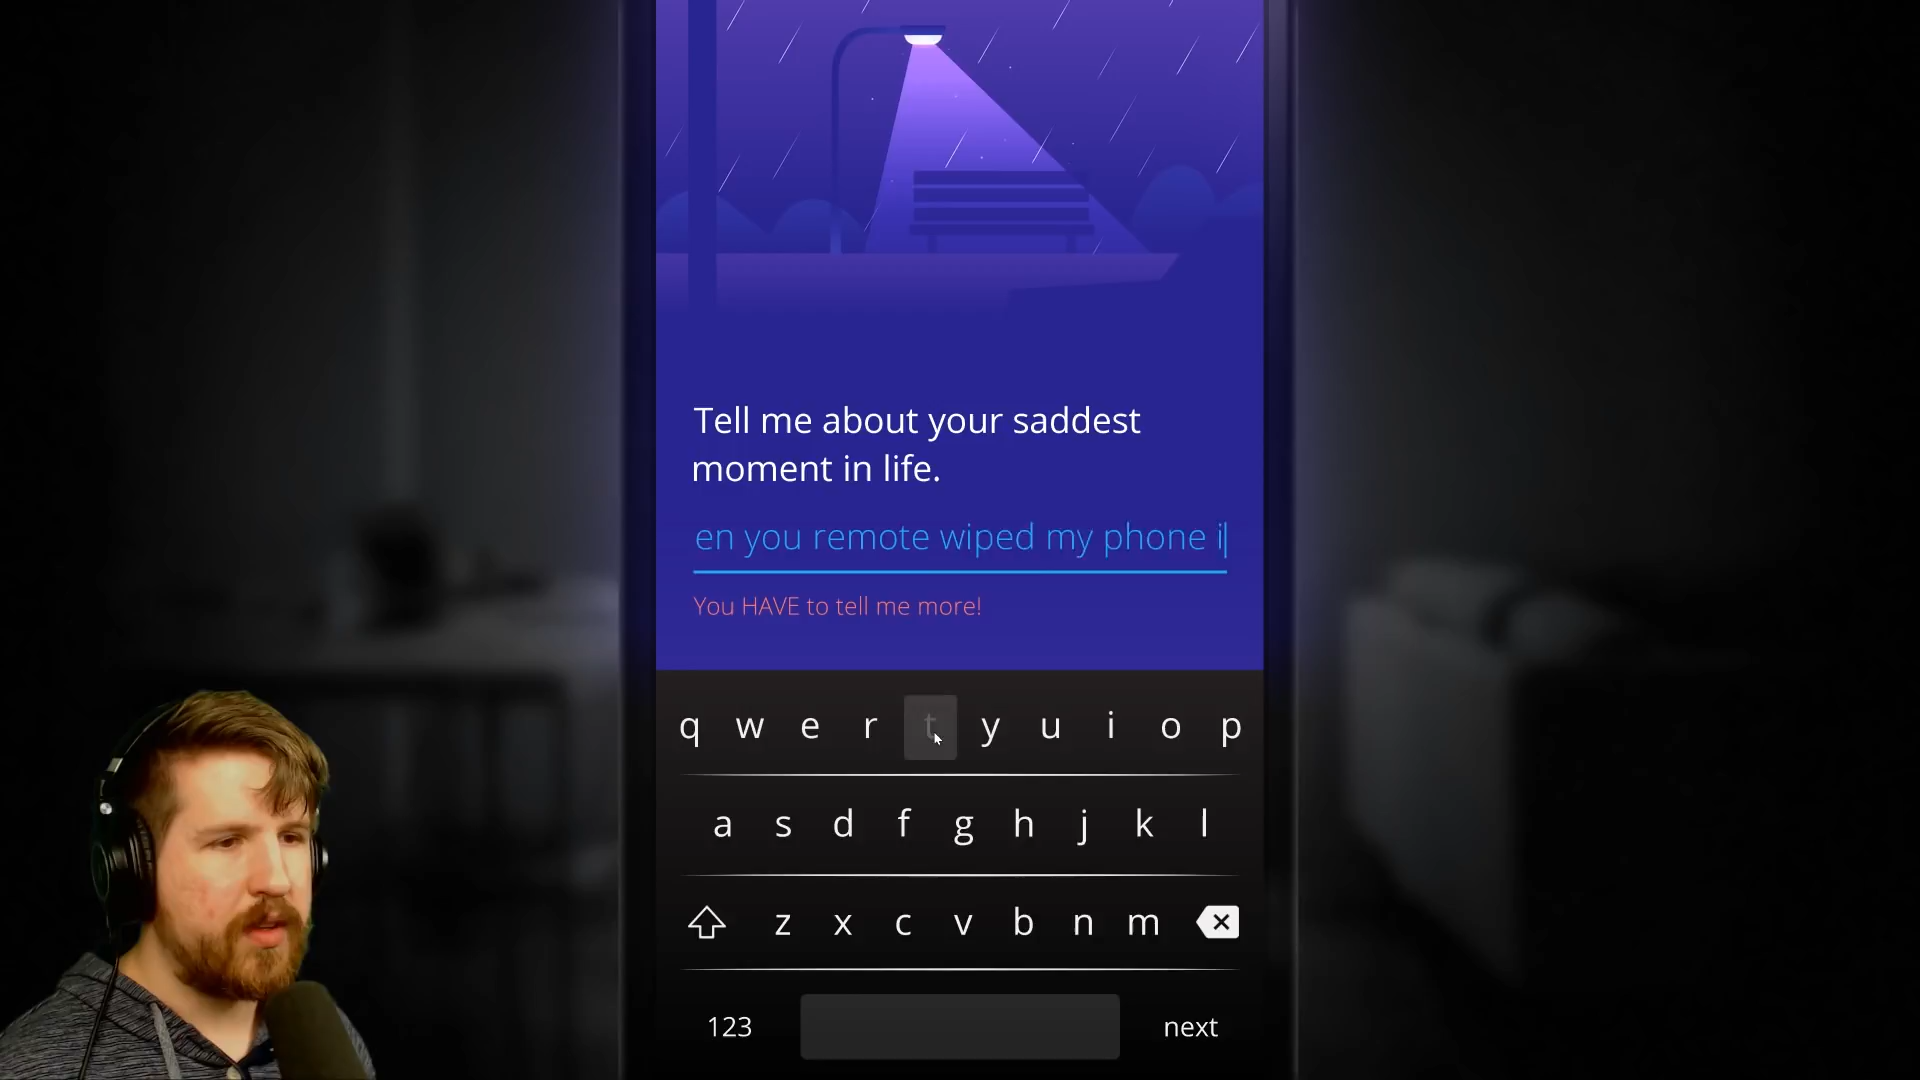 Tell me about your saddest
moment in life.
en you remote wiped my phone i
You HAVE to tell me more!
q w e r t y u i o p
a s d f g h j k l
z x c v b n m
123 next